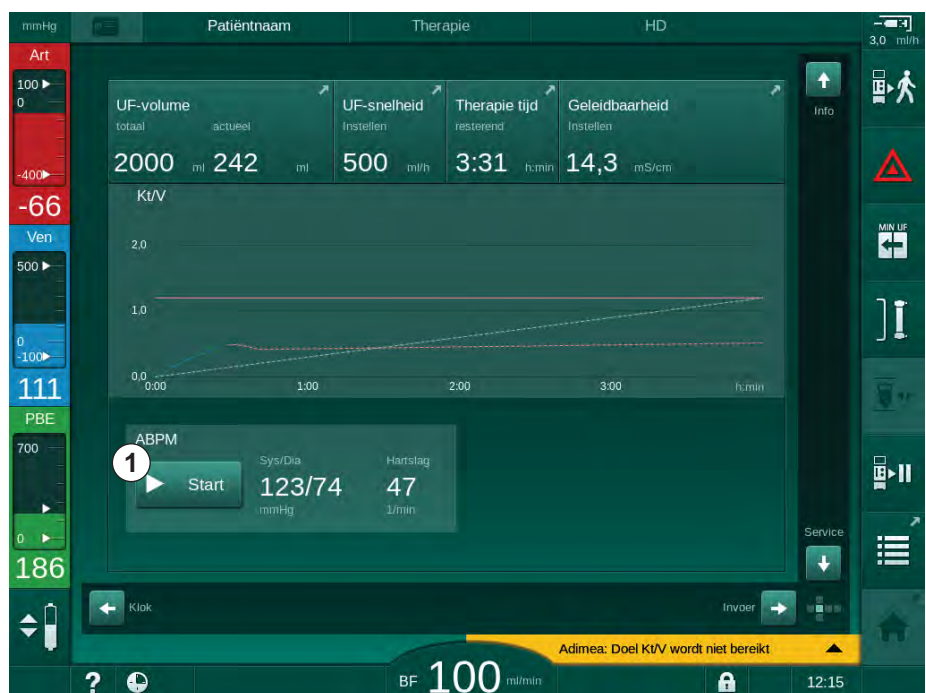 mmHg
Patiëntnaam
Therapie
HD
3,0 ml/h
Art
100
0
-400
-66
Ven
500
0
-100
111
PBE
700
0
186
UF-volume
totaal actueel
2000 ml 242 ml
UF-snelheid
Instellen
500 ml/h
Therapie tijd
resterend
3:31 h:min
Geleidbaarheid
Instellen
14,3 mS/cm
Kt/V
2,0
1,0
0,0
0:00 1:00 2:00 3:00 h:min
ABPM
1
Start
Sys/Dia
123/74
mmHg
Hartslag
47
1/min
Info
Service
MIN UF
Klok
Invoer
Adimea: Doel Kt/V wordt niet bereikt
?
BF 100 ml/min
12:15